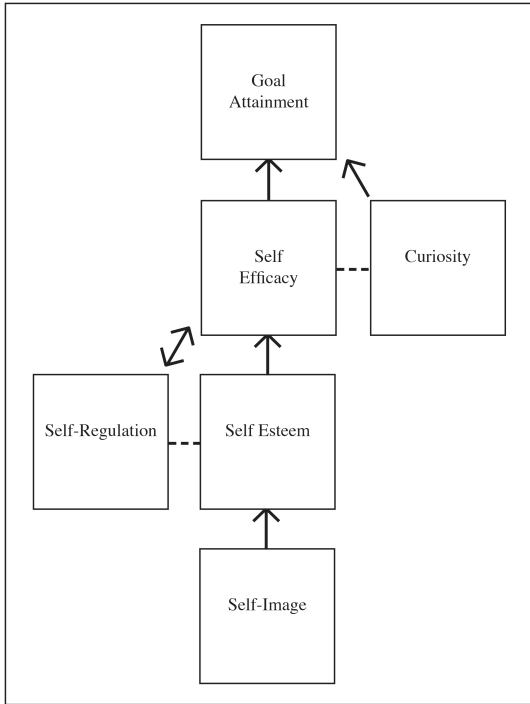 Goal
Attainment
Self
Efficacy
Curiosity
Self-Regulation
Self Esteem
Self-Image